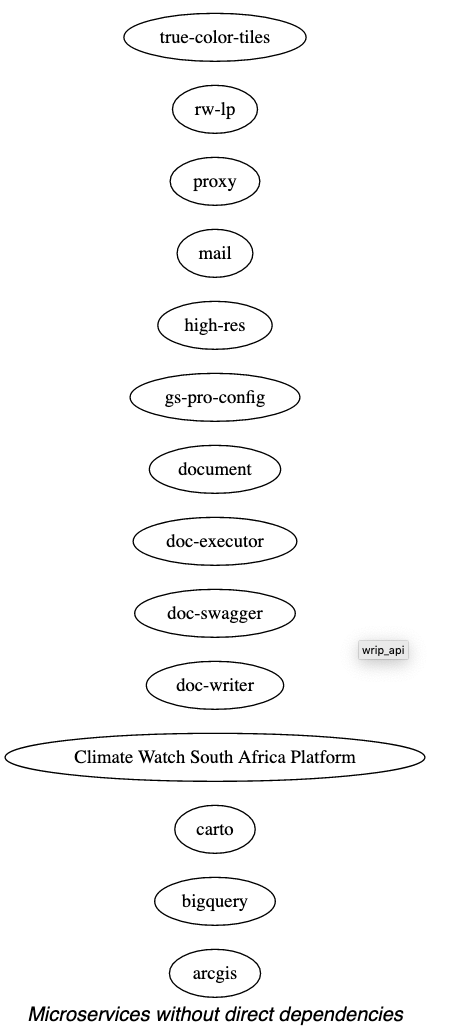 true-color-tiles
rw-lp
proxy
mail
high-res
gs-pro-config
document
doc-executor
doc-swagger
wrip_api
doc-writer
Climate Watch South Africa Platform
carto
bigquery
arcgis
Microservices without direct dependencies